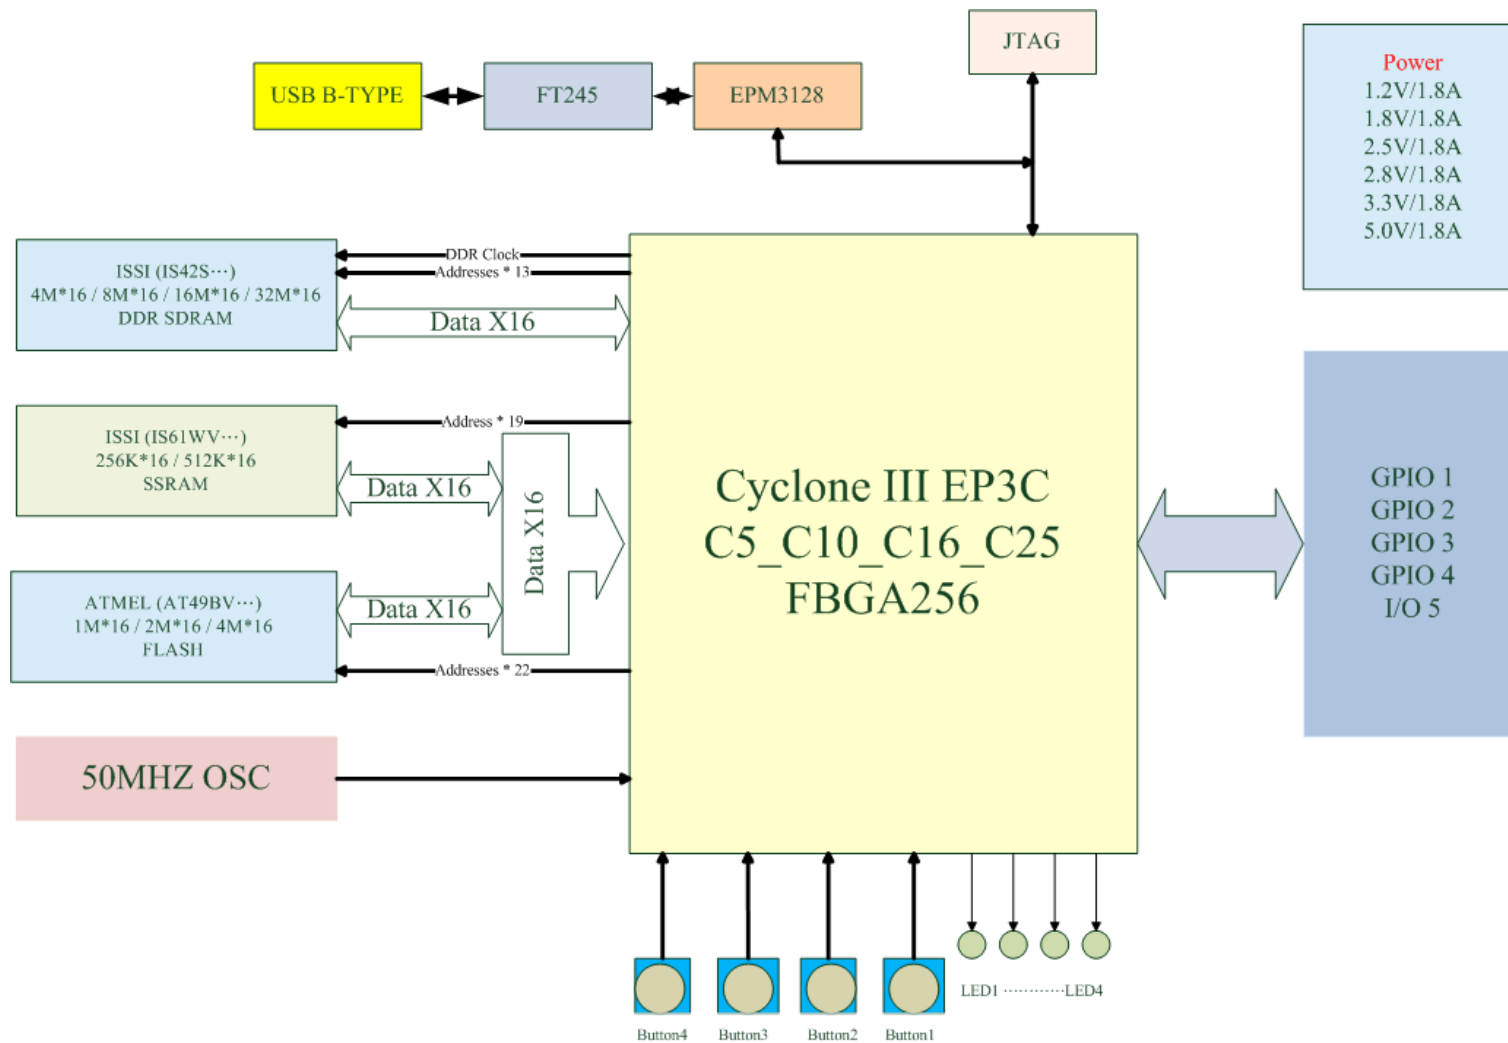 JTAG
USB B-TYPE
FT245
EPM3128
Power
1.2V/1.8A
1.8V/1.8A
2.5V/1.8A
2.8V/1.8A
3.3V/1.8A
5.0V/1.8A
ISSI (IS42S···)
4M*16 / 8M*16 / 16M*16 / 32M*16
DDR SDRAM
DDR Clock
Addresses * 13
Data X16
ISSI (IS61WV···)
256K*16 / 512K*16
SSRAM
Address * 19
Data X16
Data X16
ATMEL (AT49BV···)
1M*16 / 2M*16 / 4M*16
FLASH
Data X16
Addresses * 22
50MHZ OSC
Cyclone III EP3C
C5_C10_C16_C25
FBGA256
GPIO 1
GPIO 2
GPIO 3
GPIO 4
I/O 5
Button4
Button3
Button2
Button1
LED1 ············LED4